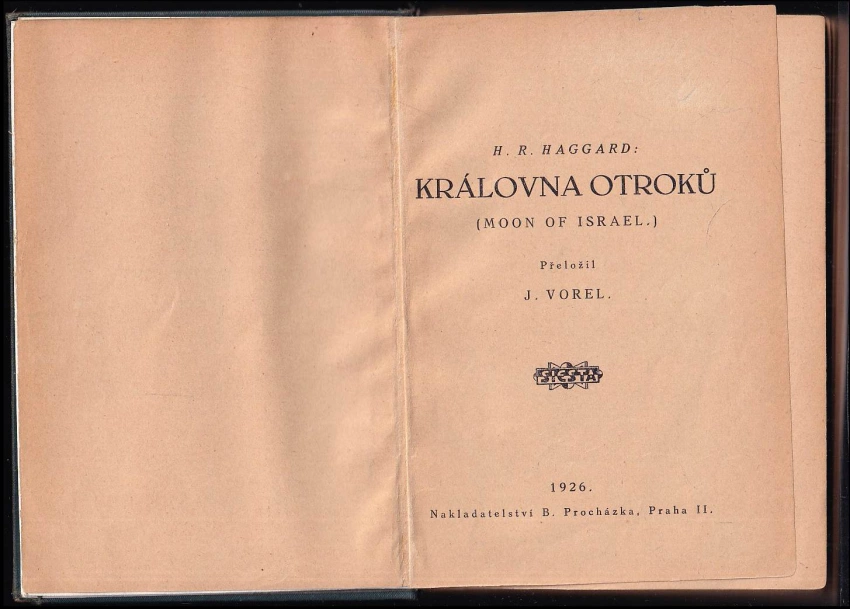 H. R. HAGGARD:
KRÁLOVNA OTROKŮ
(MOON OF ISRAEL.)
Přeložil
J. VOREL.
SIESTA
1926.
Nakladatelství B. Procházka, Praha II.